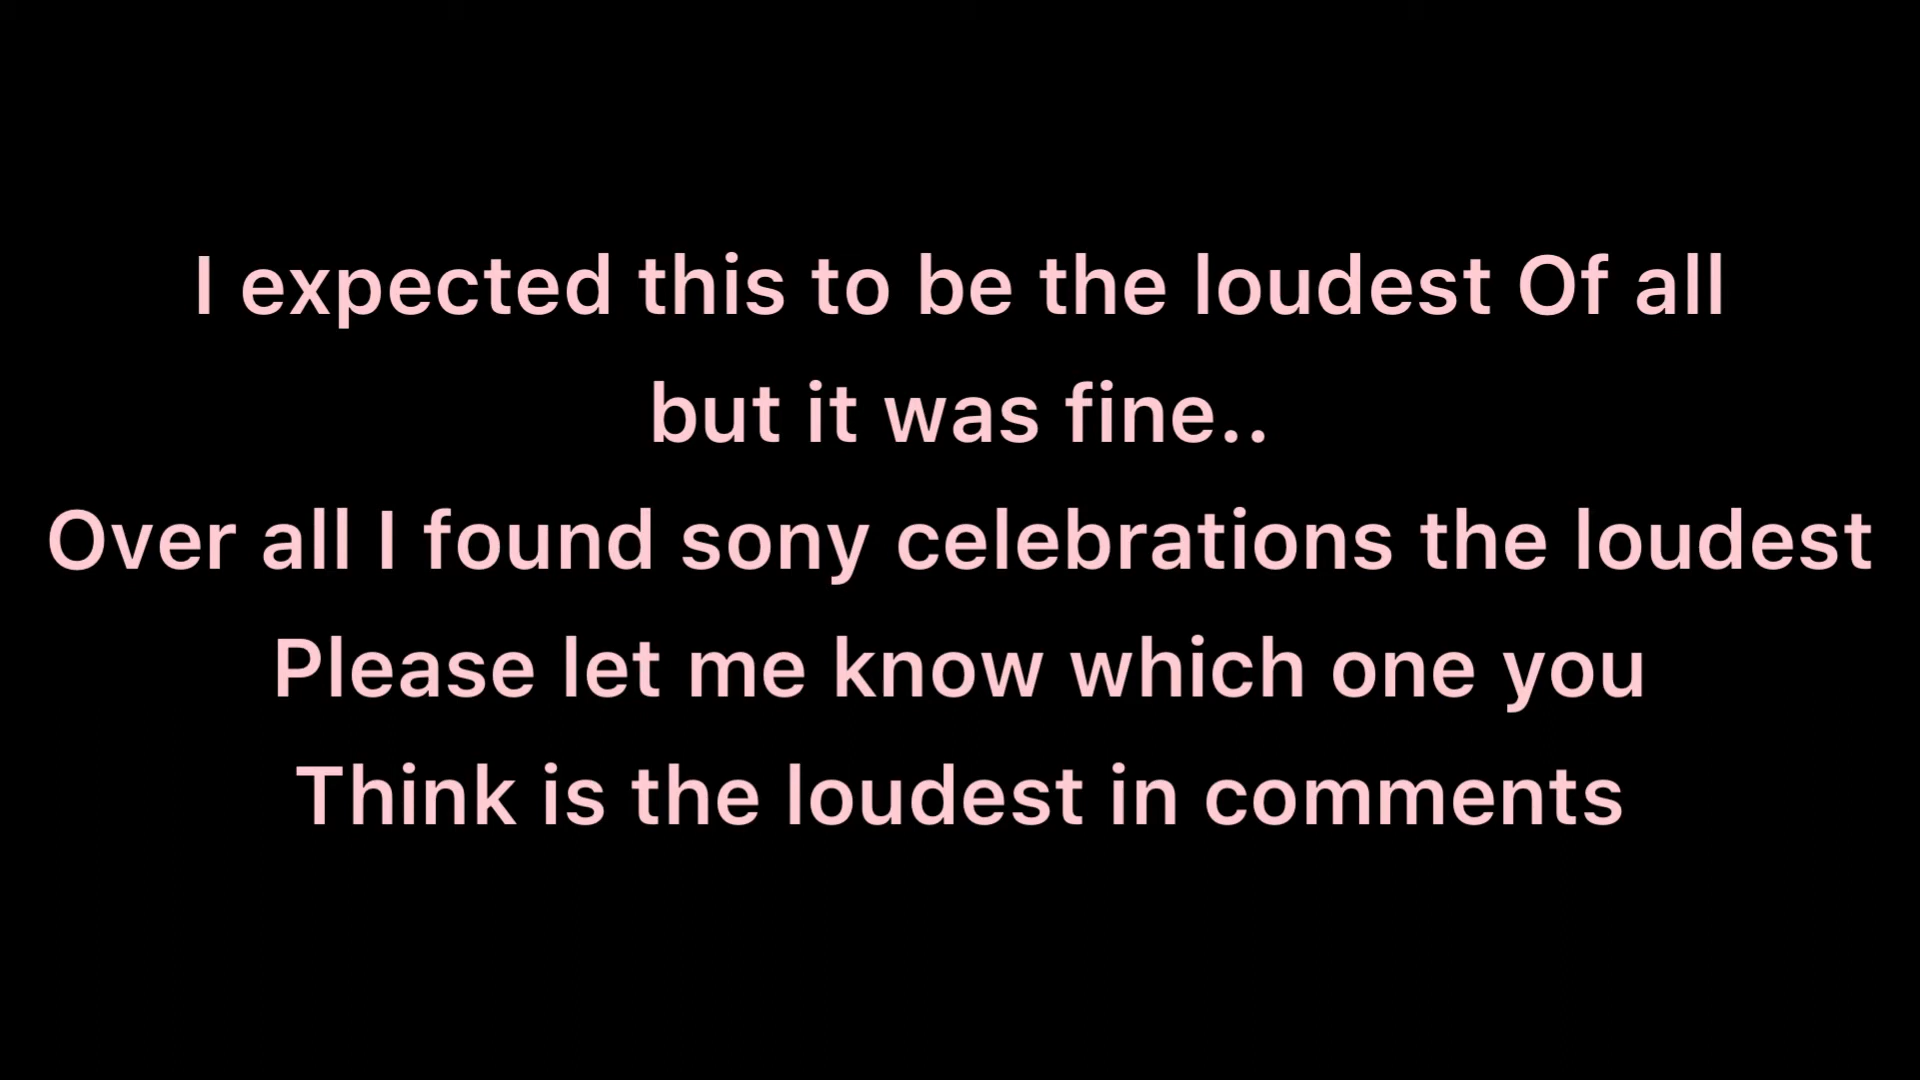 I expected this to be the loudest Of all
but it was fine..
Over all I found sony celebrations the loudest
Please let me know which one you
Think is the loudest in comments